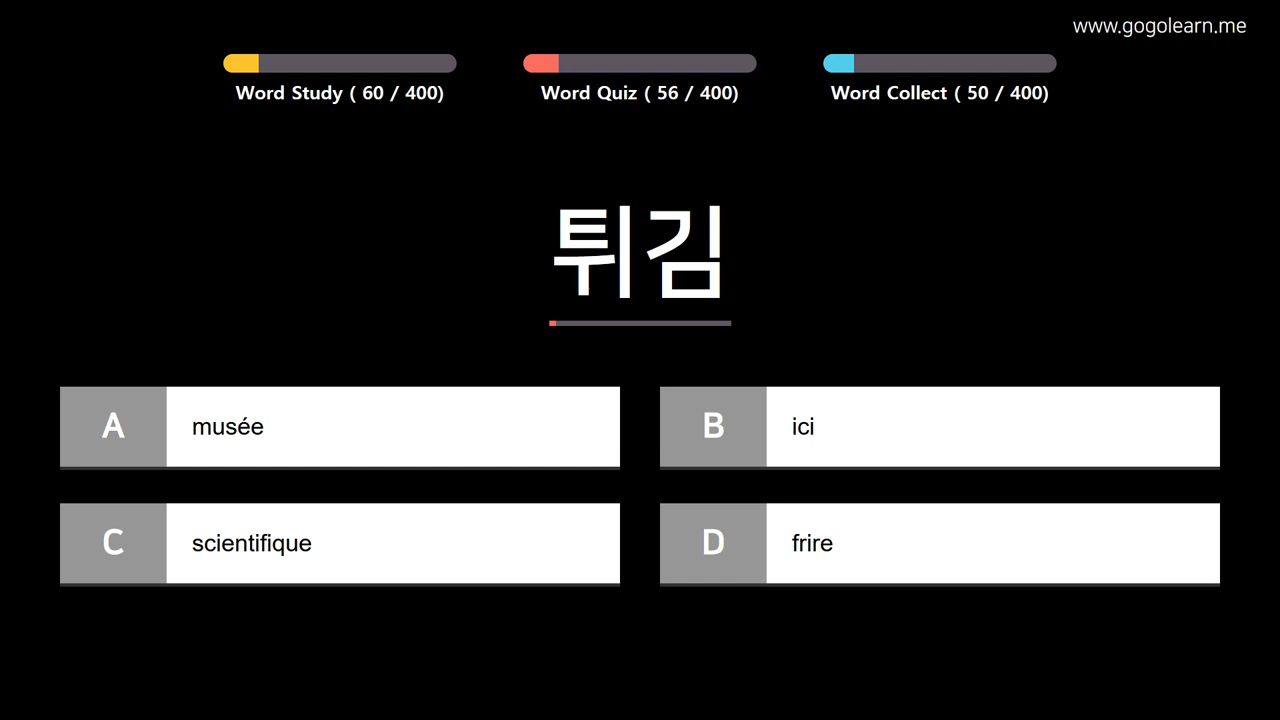 www.gogolearn.me
Word Study ( 60 / 400)
Word Quiz ( 56 / 400)
Word Collect ( 50 / 400)
튀김
A musée
B ici
C scientifique
D frire